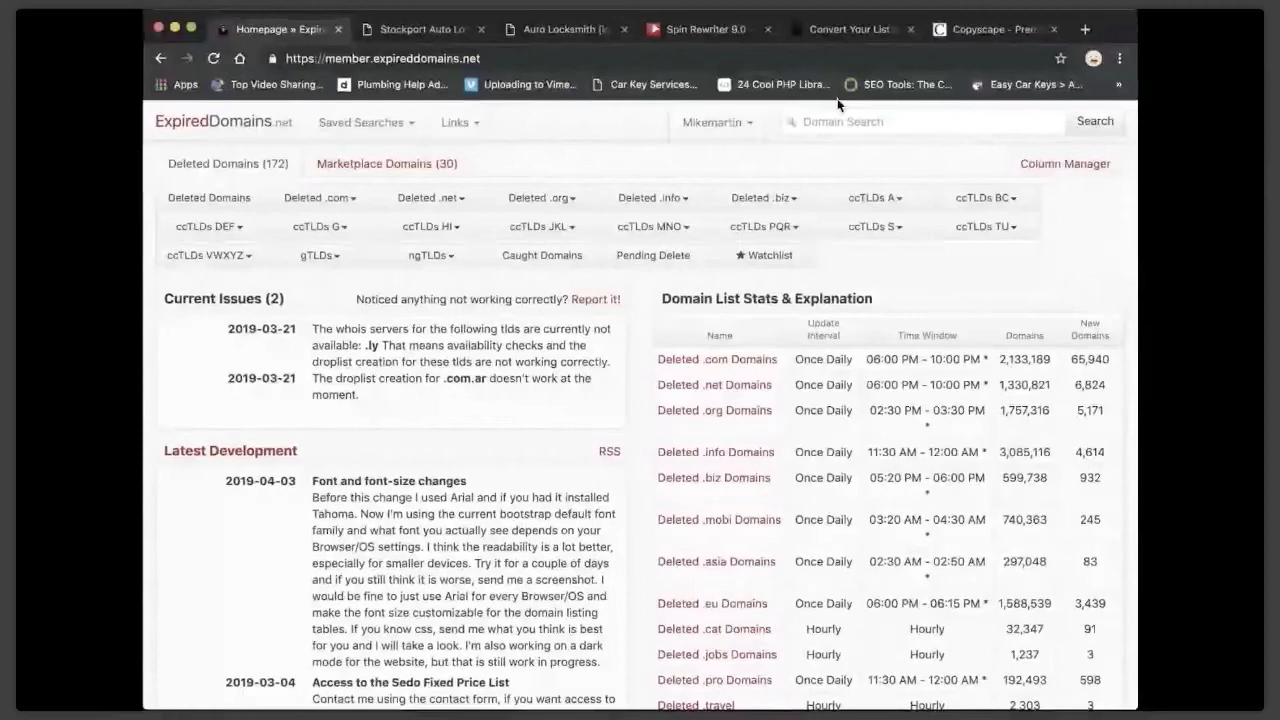 Homepage » Expir
Stockport Auto Lo
Auro Locksmith
Spin Rewriter 9.0
Convert Your List
Copyscape - Prem
https://member.expireddomains.net
Apps
Top Video Sharing...
Plumbing Help Ad...
Uploading to Vime...
Car Key Services...
24 Cool PHP Libra...
SEO Tools: The C...
Easy Car Keys > A...
»
ExpiredDomains.net
Saved Searches
Links
Mikemartin
Domain Search
Search
Deleted Domains (172)
Marketplace Domains (30)
Column Manager
Deleted Domains
Deleted .com
Deleted .net
Deleted .org
Deleted .info
Deleted .biz
ccTLDs A
ccTLDs BC
ccTLDs DEF
ccTLDs G
ccTLDs HI
ccTLDs JKL
ccTLDs MNO
ccTLDs PQR
ccTLDs S
ccTLDs TU
ccTLDs VWXYZ
gTLDs
ngTLDs
Caught Domains
Pending Delete
★ Watchlist
Current Issues (2)
Noticed anything not working correctly? Report it!
2019-03-21
The whois servers for the following tlds are currently not
available: .ly That means availability checks and the
droplist creation for these tlds are not working correctly.
2019-03-21
The droplist creation for .com.ar doesn't work at the
moment.
Latest Development
RSS
2019-04-03
Font and font-size changes
Before this change I used Arial and if you had it installed
Tahoma. Now I'm using the current bootstrap default font
family and what font you actually see depends on your
Browser/OS settings. I think the readability is a lot better,
especially for smaller devices. Try it for a couple of days
and if you still think it is worse, send me a screenshot. I
would be fine to just use Arial for every Browser/OS and
make the font size customizable for the domain listing
tables. If you know css, send me what you think is best
for you and I will take a look. I'm also working on a dark
mode for the website, but that is still work in progress.
2019-03-04
Access to the Sedo Fixed Price List
Contact me using the contact form, if you want access to
Domain List Stats & Explanation
Name
Update
Interval
Time Window
Domains
New
Domains
Deleted .com Domains Once Daily 06:00 PM - 10:00 PM * 2,133,189 65,940
Deleted .net Domains Once Daily 06:00 PM - 10:00 PM * 1,330,821 6,824
Deleted .org Domains Once Daily 02:30 PM - 03:30 PM 1,757,316 5,171
*
Deleted .info Domains Once Daily 11:30 AM - 12:00 AM * 3,085,116 4,614
Deleted .biz Domains Once Daily 05:20 PM - 06:00 PM 599,738 932
*
Deleted .mobi Domains Once Daily 03:20 AM - 04:30 AM 740,363 245
*
Deleted .asia Domains Once Daily 02:30 AM - 02:50 AM 297,048 83
*
Deleted .eu Domains Once Daily 06:00 PM - 06:15 PM * 1,588,539 3,439
Deleted .cat Domains Hourly Hourly 32,347 91
Deleted .jobs Domains Hourly Hourly 1,237 3
Deleted .pro Domains Once Daily 11:30 AM - 12:00 AM * 192,493 598
Deleted .travel Hourly Hourly 2,303 3